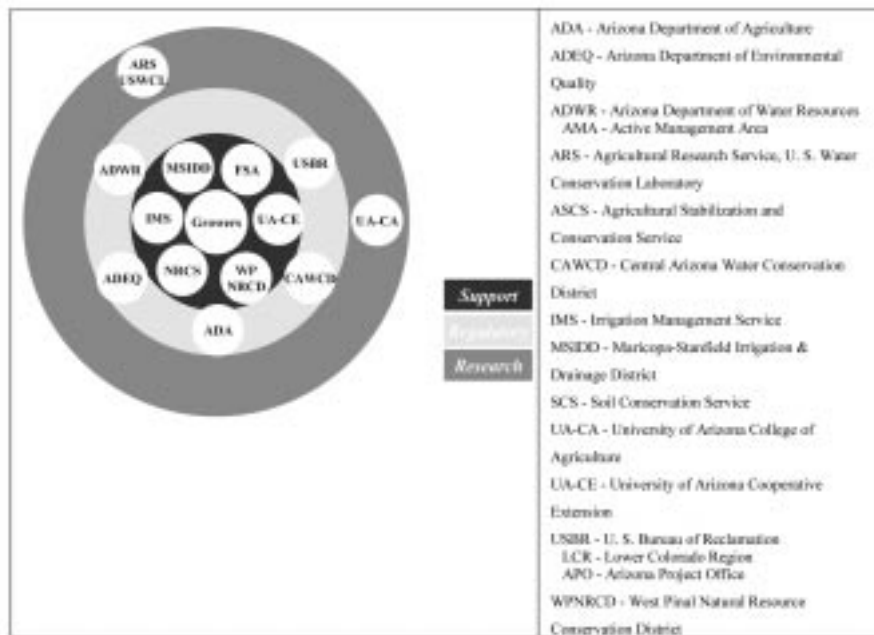 ARS
USWCL
ADWR
MSIDD
FSA
USBR
IMS
Growers
UA-CE
UA-CA
ADEQ
NRCS
WP
NRCD
CAWCD
ADA
Support
Regulatory
Research
ADA - Arizona Department of Agriculture
ADEQ - Arizona Department of Environmental
Quality
ADWR - Arizona Department of Water Resources
AMA - Active Management Area
ARS - Agricultural Research Service, U. S. Water
Conservation Laboratory
ASCS - Agricultural Stabilization and
Conservation Service
CAWCD - Central Arizona Water Conservation
District
IMS - Irrigation Management Service
MSIDD - Maricopa-Stanfield Irrigation &
Drainage District
SCS - Soil Conservation Service
UA-CA - University of Arizona College of
Agriculture
UA-CE - University of Arizona Cooperative
Extension
USBR - U. S. Bureau of Reclamation
LCR - Lower Colorado Region
APO - Arizona Project Office
WPNRCD - West Pinal Natural Resource
Conservation District